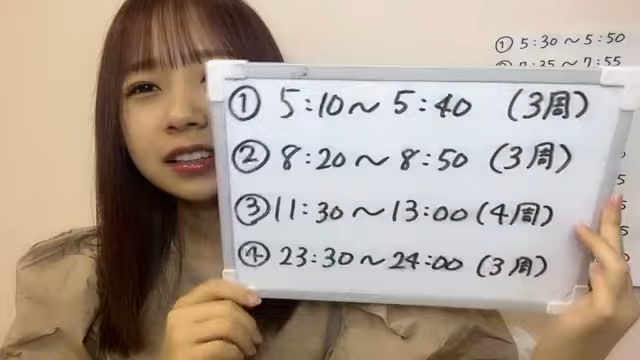 ① 5:10～5:40 (3周)
② 8:20～8:50 (3周)
③ 11:30～13:00 (4周)
④ 23:30～24:00 (3周)
① 5:30～5:50